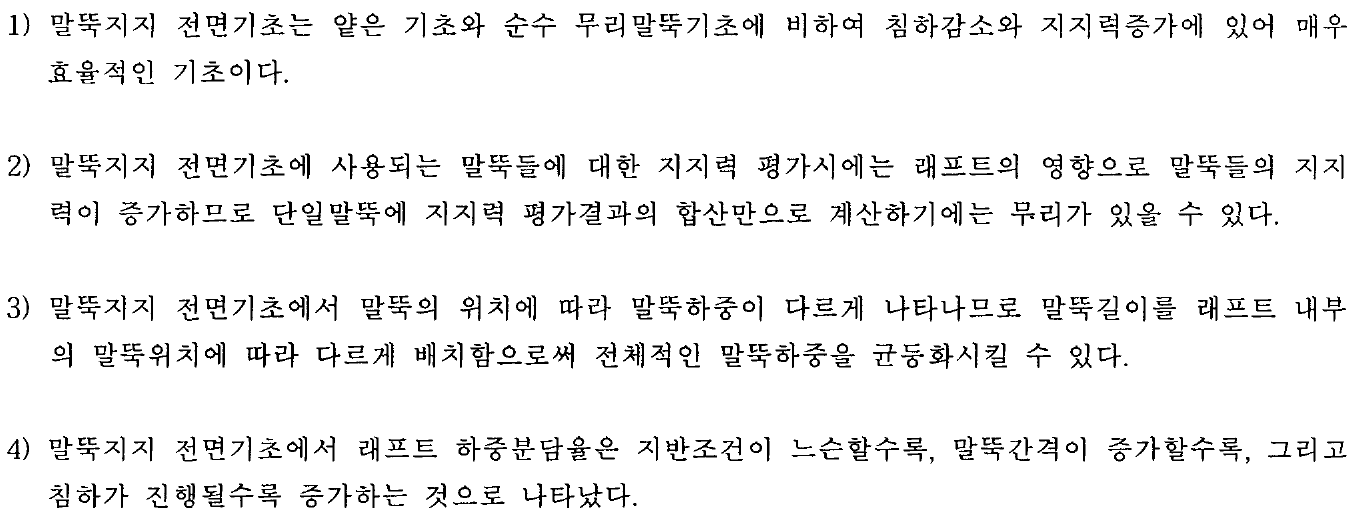 1) 말뚝지지 전면기초는 얕은 기초와 순수 무리말뚝기초에 비하여 침하감소와 지지력증가에 있어 매우
효율적인 기초이다.
2) 말뚝지지 전면기초에 사용되는 말뚝들에 대한 지지력 평가시에는 래프트의 영향으로 말뚝들의 지지
력이 증가하므로 단일말뚝에 지지력 평가결과의 합산만으로 계산하기에는 무리가 있을 수 있다.
3) 말뚝지지 전면기초에서 말뚝의 위치에 따라 말뚝하중이 다르게 나타나므로 말뚝길이를 래프트 내부
의 말뚝위치에 따라 다르게 배치함으로써 전체적인 말뚝하중을 균등화시킬 수 있다.
4) 말뚝지지 전면기초에서 래프트 하중분담율은 지반조건이 느슨할수록, 말뚝간격이 증가할수록, 그리고
침하가 진행될수록 증가하는 것으로 나타났다.